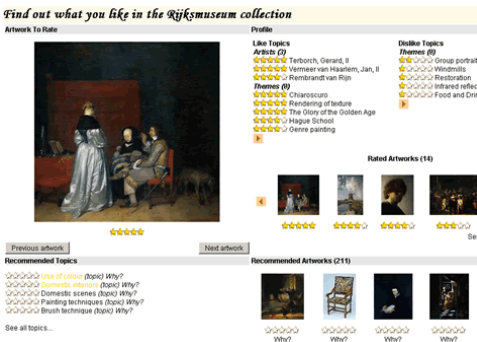 Find out what you like in the Rijksmuseum collection
Artwork To Rate
Profile
Like Topics
Artists (3)
Terborch, Gerard, II
Vermeer van Haarlem, Jan, II
Rembrandt van Rijn
Themes (8)
Chiaroscuro
Rendering of texture
The Glory of the Golden Age
Hague School
Genre painting
Dislike Topics
Themes (9)
Group portrait
Windmills
Restoration
Infrared reflec
Food and Drin
Rated Artworks (14)
Se
Previous artwork
Next artwork
Recommended Topics
Use of colour (topic) Why?
Domestic interiors (topic) Why?
Domestic scenes (topic) Why?
Painting techniques (topic) Why?
Brush technique (topic) Why?
See all topics...
Recommended Artworks (211)
Why?
Why?
Why?
Why?